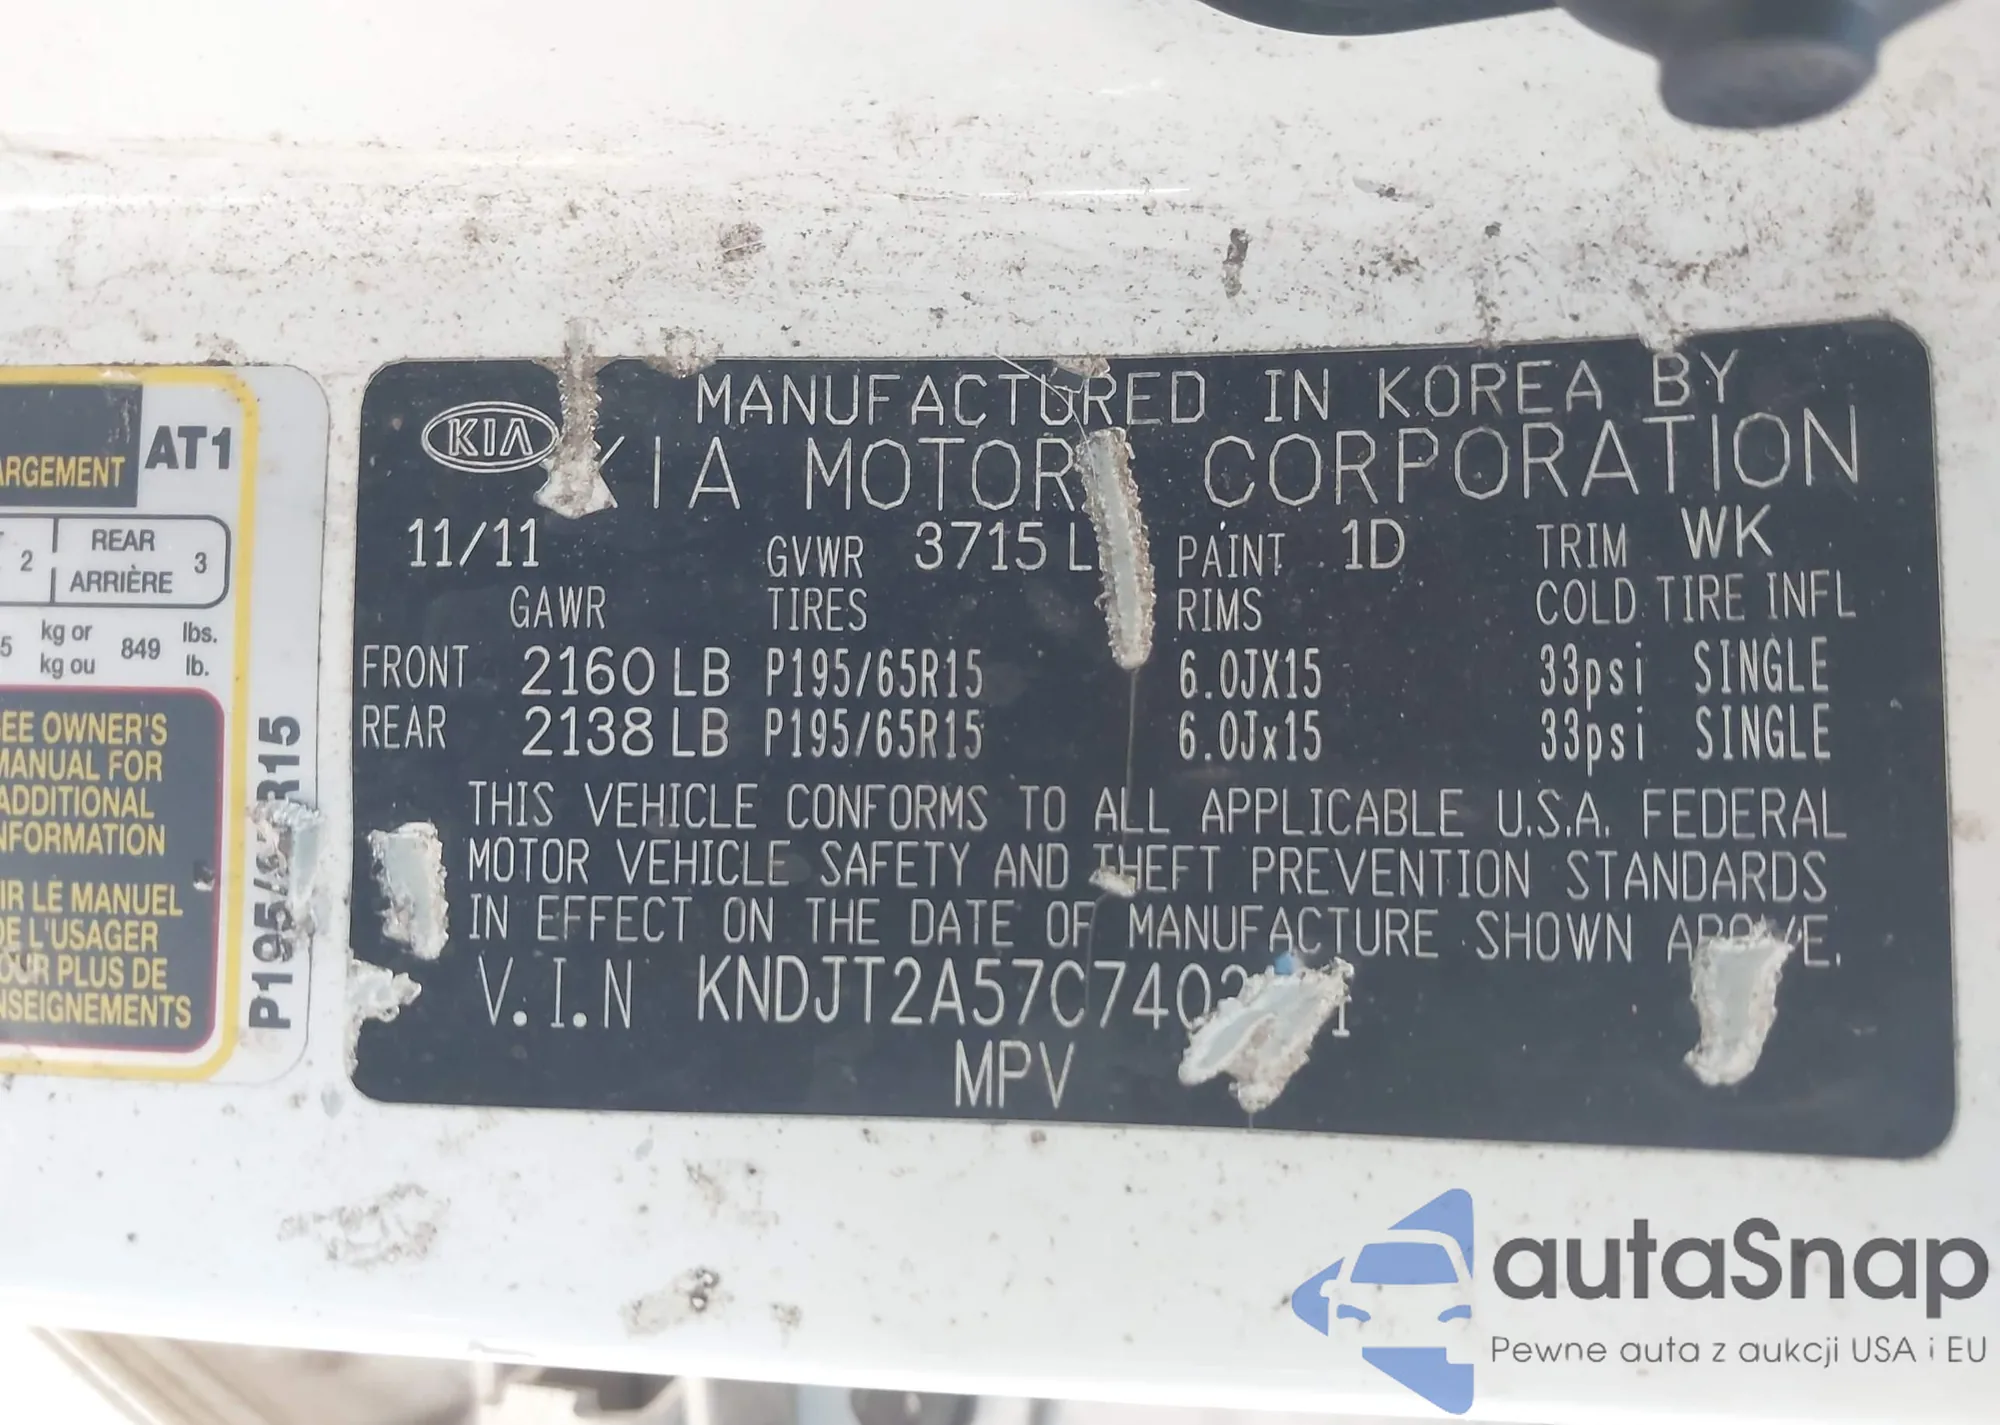 ARGEMENT
AT1
2
REAR
ARRIÈRE
3
5
kg or
kg ou
849
lbs.
lb.
EE OWNER'S
MANUAL FOR
ADDITIONAL
NFORMATION
IR LE MANUEL
DE L'USAGER
OUR PLUS DE
NSEIGNEMENTS
KIA
MANUFACTURED IN KOREA BY
KIA MOTOR CORPORATION
11/11 GVWR 3715 L PAINT 1D TRIM WK
GAWR TIRES RIMS COLD TIRE INFL
FRONT 2160 LB P195/65R15 6.0JX15 33psi SINGLE
REAR 2138 LB P195/65R15 6.0Jx15 33psi SINGLE
THIS VEHICLE CONFORMS TO ALL APPLICABLE U.S.A. FEDERAL
MOTOR VEHICLE SAFETY AND THEFT PREVENTION STANDARDS
IN EFFECT ON THE DATE OF MANUFACTURE SHOWN ABOVE.
V.I.N KNDJT2A57C740
MPV
autaSnap
Pewne auta z aukcji USA i EU